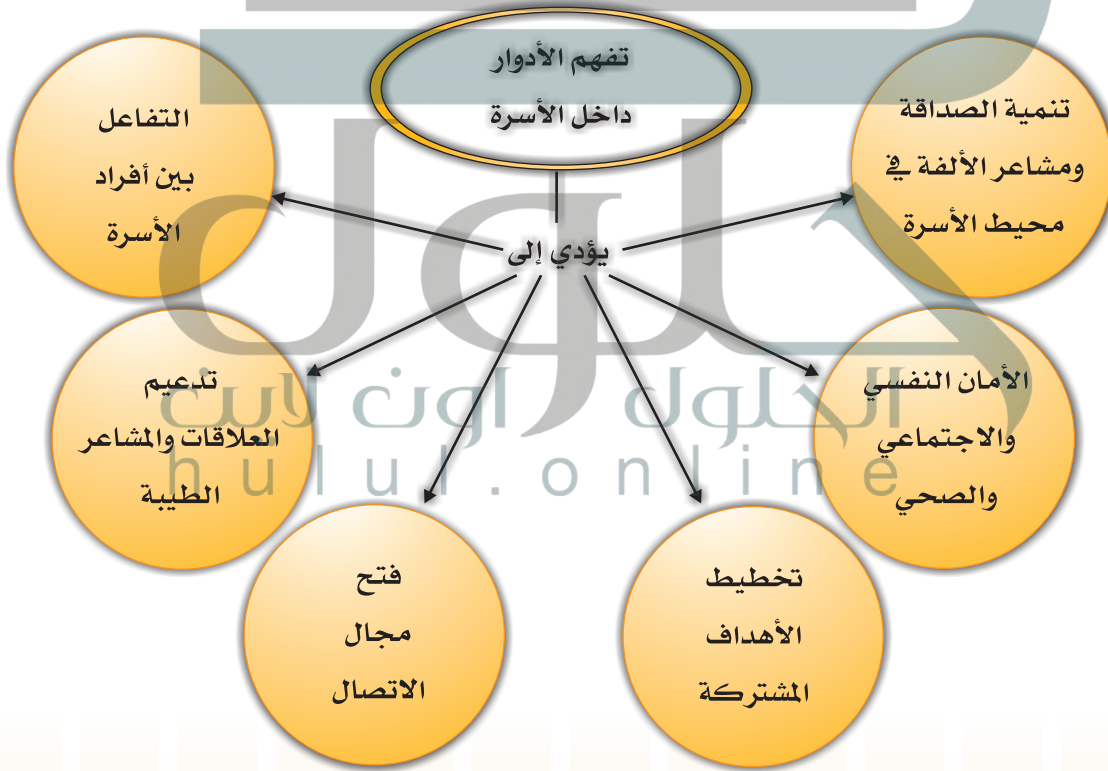 تفهم الأدوار
داخل الأسرة
يؤدي إلى
تنمية الصداقة
ومشاعر الألفة في
محيط الأسرة
الأمان النفسي
والاجتماعي
والصحي
تخطيط
الأهداف
المشتركة
فتح
مجال
الاتصال
تدعيم
العلاقات والمشاعر
الطيبة
التفاعل
بين أفراد
الأسرة
حلول
الحلول اون لاين
hulul.online